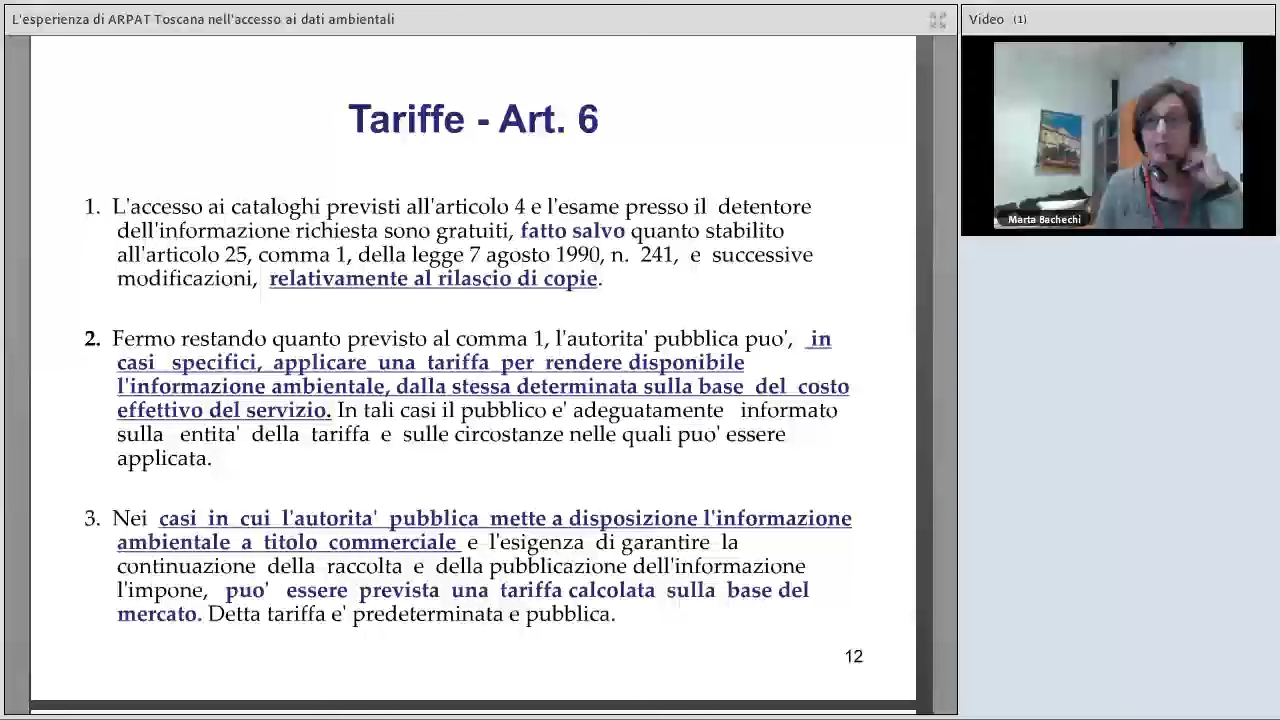 L'esperienza di ARPAT Toscana nell'accesso ai dati ambientali
Video (1)
Marta Bachechi
Tariffe - Art. 6
1. L'accesso ai cataloghi previsti all'articolo 4 e l'esame presso il detentore
dell'informazione richiesta sono gratuiti, fatto salvo quanto stabilito
all'articolo 25, comma 1, della legge 7 agosto 1990, n. 241, e successive
modificazioni, relativamente al rilascio di copie.
2. Fermo restando quanto previsto al comma 1, l'autorita' pubblica puo', in
casi specifici, applicare una tariffa per rendere disponibile
l'informazione ambientale, dalla stessa determinata sulla base del costo
effettivo del servizio. In tali casi il pubblico e' adeguatamente informato
sulla entita' della tariffa e sulle circostanze nelle quali puo' essere
applicata.
3. Nei casi in cui l'autorita' pubblica mette a disposizione l'informazione
ambientale a titolo commerciale e l'esigenza di garantire la
continuazione della raccolta e della pubblicazione dell'informazione
l'impone, puo' essere prevista una tariffa calcolata sulla base del
mercato. Detta tariffa e' predeterminata e pubblica.
12